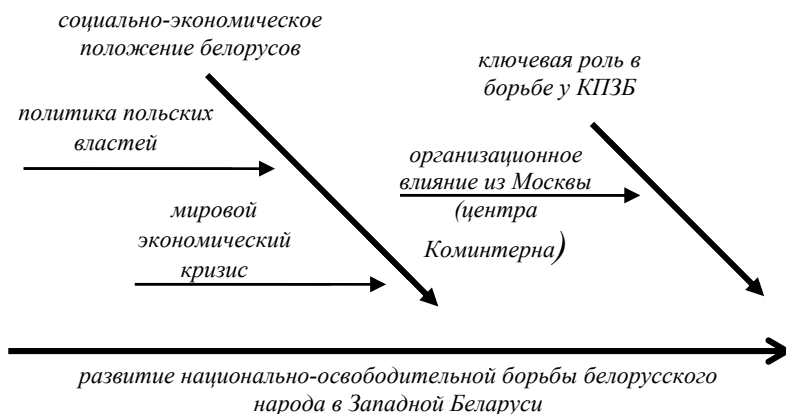 социально-экономическое
положение белорусов
ключевая роль в
борьбе у КПЗБ
политика польских
властей
организационное
влияние из Москвы
(центра
Коминтерна)
мировой
экономический
кризис
развитие национально-освободительной борьбы белорусского
народа в Западной Беларуси